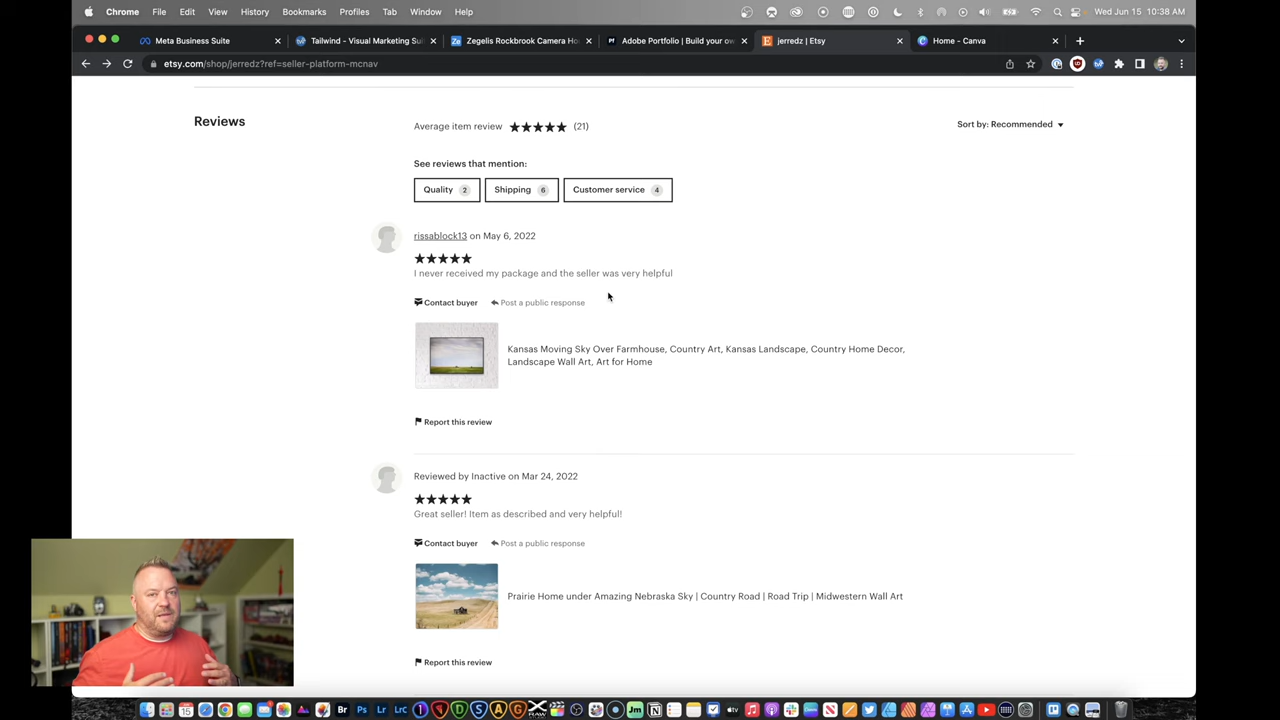 Chrome File Edit View History Bookmarks Profiles Tab Window Help Wed Jun 15 10:38 AM
Meta Business Suite Tailwind - Visual Marketing Sui Zegelis Rockbrook Camera Ho Adobe Portfolio | Build your ow jerredz | Etsy Home - Canva
etsy.com/shop/jerredz?ref=seller-platform-mcnav
Reviews
Average item review (21)
Sort by: Recommended
See reviews that mention:
Quality 2 Shipping 6 Customer service 4
rissablock13 on May 6, 2022
I never received my package and the seller was very helpful
Contact buyer Post a public response
Kansas Moving Sky Over Farmhouse, Country Art, Kansas Landscape, Country Home Decor,
Landscape Wall Art, Art for Home
Report this review
Reviewed by Inactive on Mar 24, 2022
Great seller! Item as described and very helpful!
Contact buyer Post a public response
Prairie Home under Amazing Nebraska Sky | Country Road | Road Trip | Midwestern Wall Art
Report this review